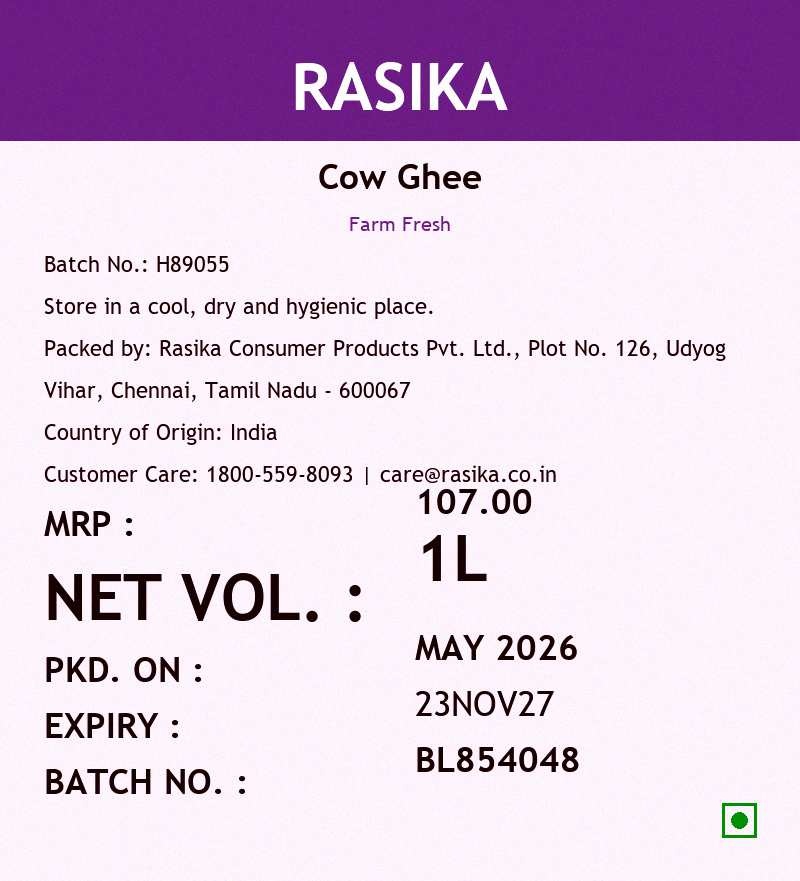 RASIKA
Cow Ghee
Farm Fresh
Batch No.: H89055
Store in a cool, dry and hygienic place.
Packed by: Rasika Consumer Products Pvt. Ltd., Plot No. 126, Udyog
Vihar, Chennai, Tamil Nadu - 600067
Country of Origin: India
Customer Care: 1800-559-8093 | care@rasika.co.in
MRP : 107.00
NET VOL. : 1L
PKD. ON : MAY 2026
EXPIRY : 23NOV27
BATCH NO. : BL854048